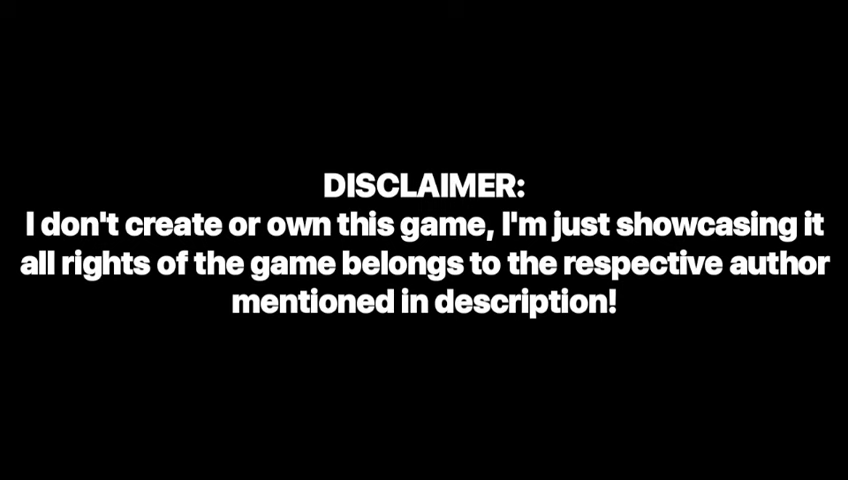 DISCLAIMER:
I don't create or own this game, I'm just showcasing it
all rights of the game belongs to the respective author
mentioned in description!